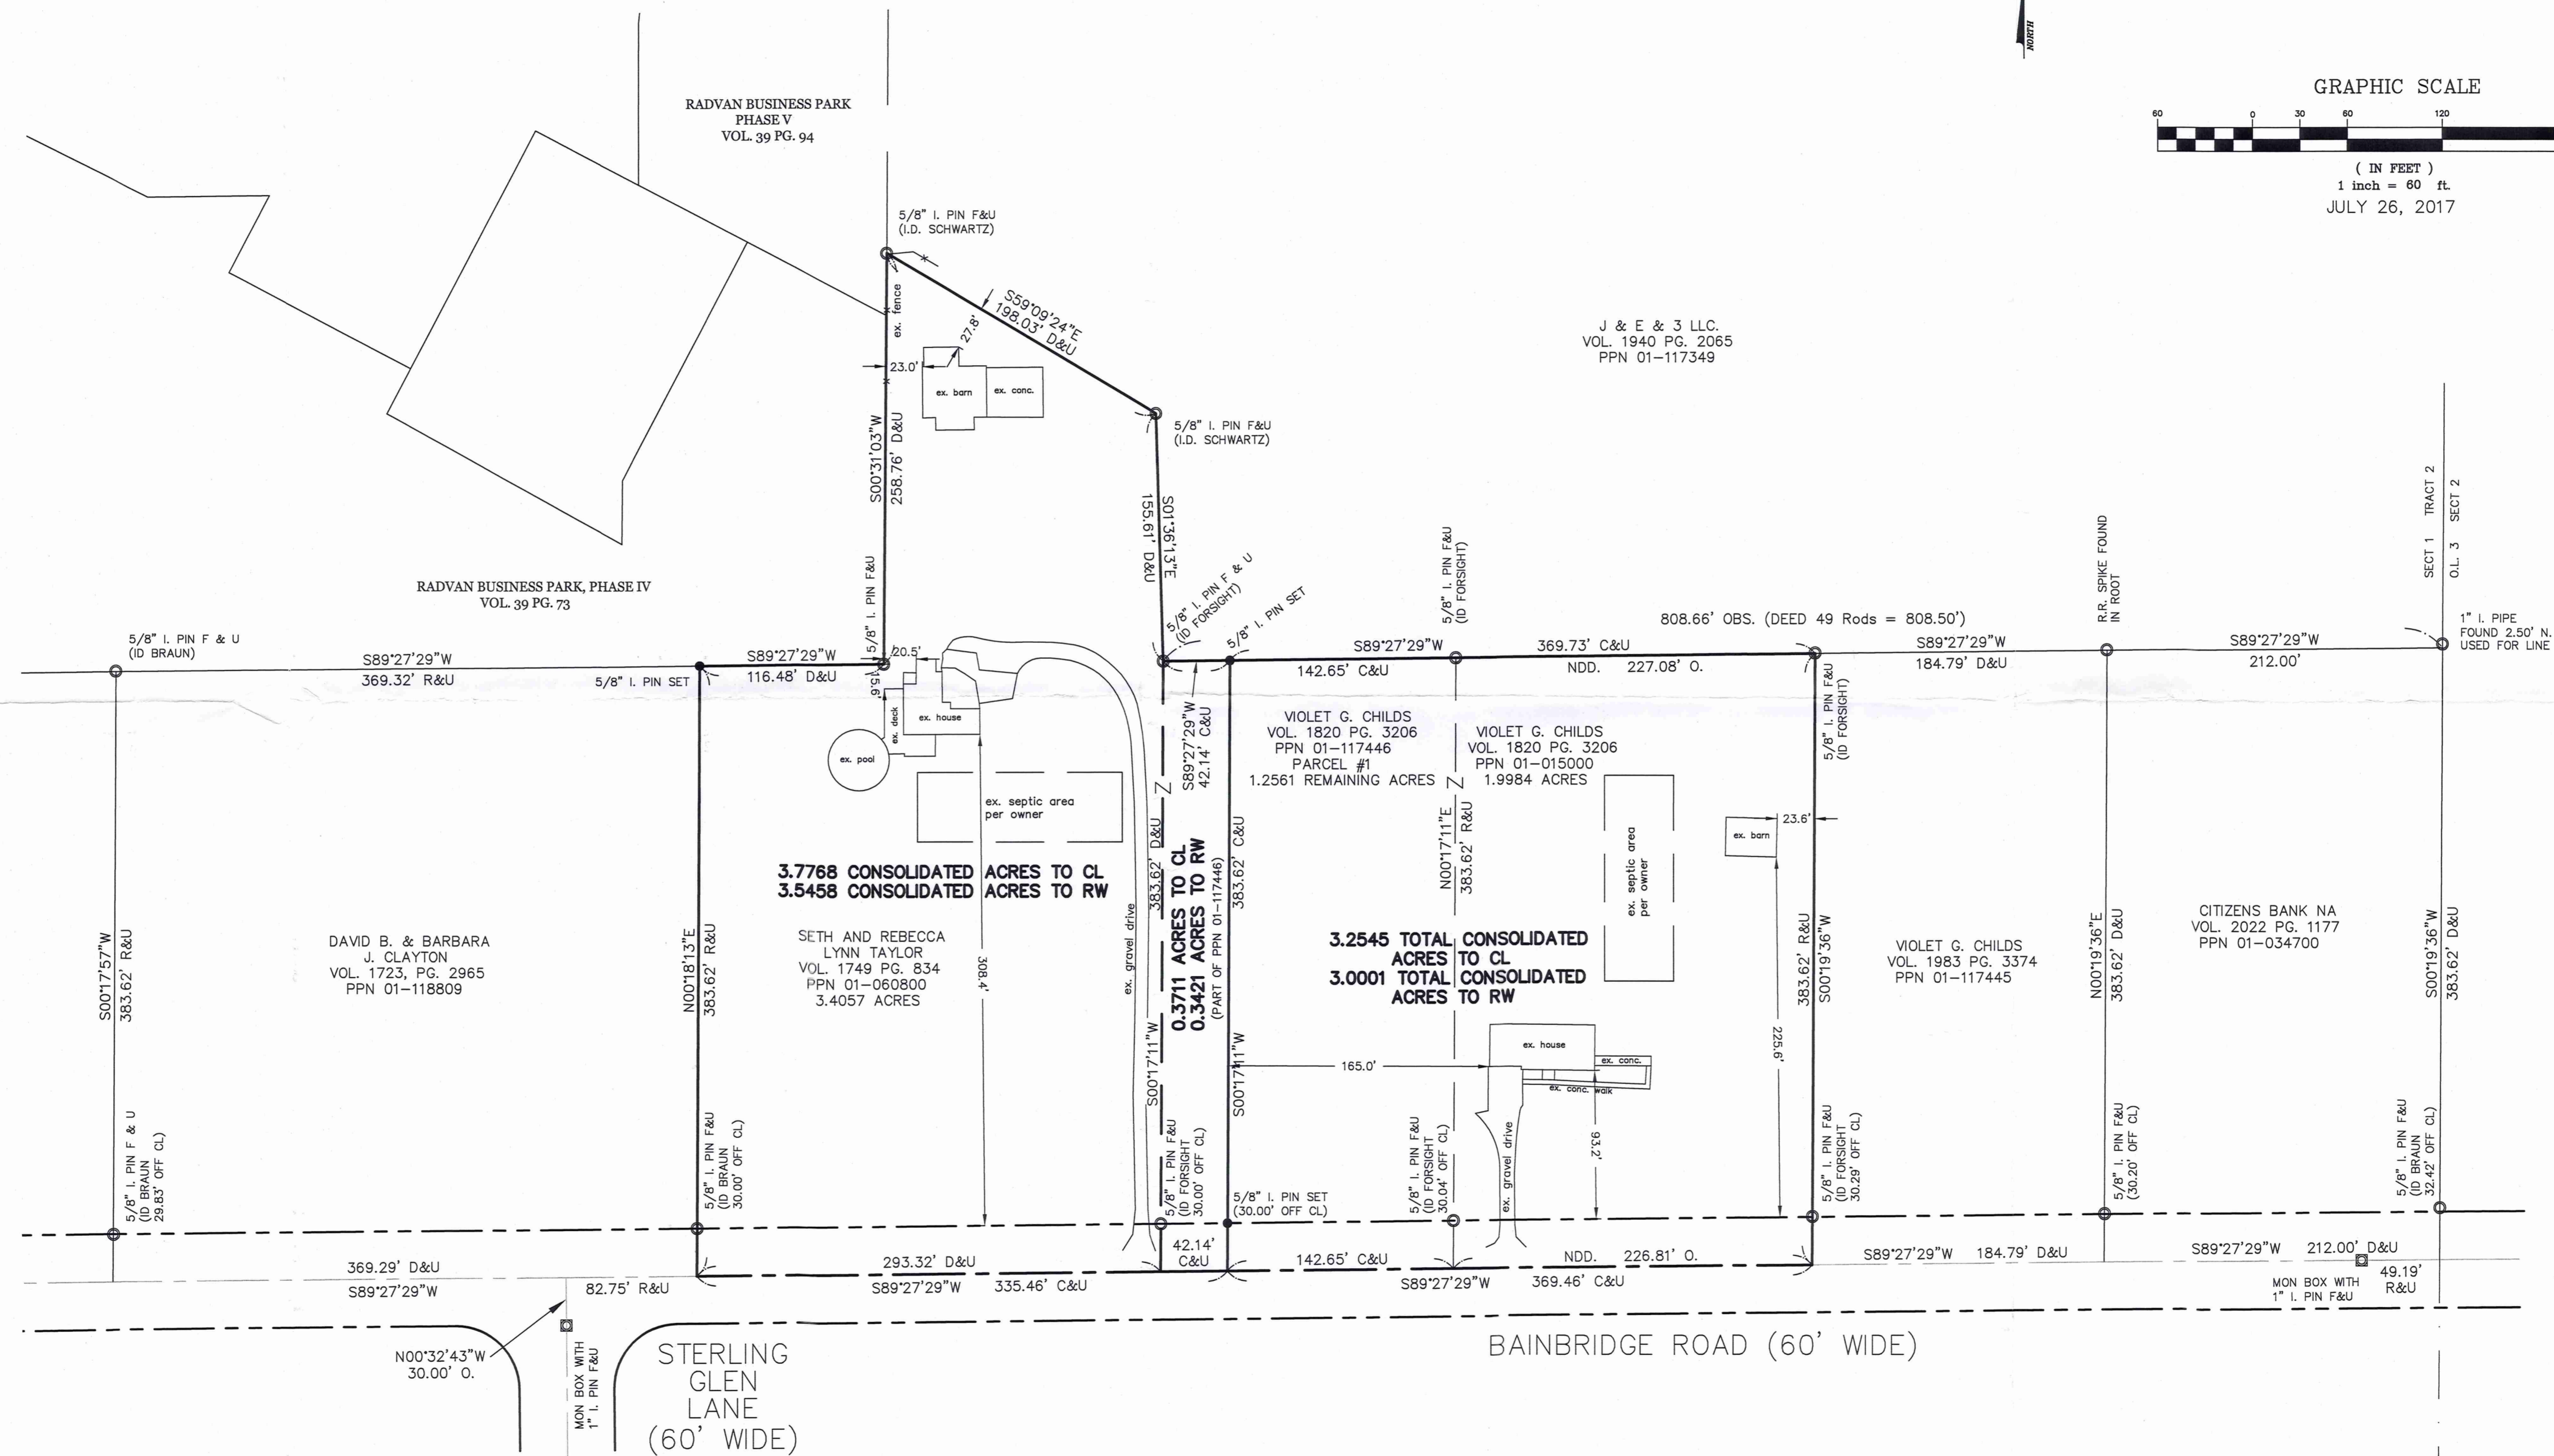 NORTH
GRAPHIC SCALE
60 0 30 60 120
( IN FEET )
1 inch = 60 ft.
JULY 26, 2017
RADVAN BUSINESS PARK
PHASE V
VOL. 39 PG. 94
5/8" I. PIN F&U
(I.D. SCHWARTZ)
S59°09'24"E
198.03' D&U
27.8'
ex. fence
23.0'
ex. barn
ex. conc.
J & E & 3 LLC.
VOL. 1940 PG. 2065
PPN 01-117349
5/8" I. PIN F&U
(I.D. SCHWARTZ)
S00°31'03"W
258.76' D&U
S01°36'13"E
155.61' D&U
SECT 1 TRACT 2
O.L. 3 SECT 2
RADVAN BUSINESS PARK, PHASE IV
VOL. 39 PG. 73
5/8" I. PIN F&U
5/8" I. PIN F & U
(ID FORSIGHT)
5/8" I. PIN SET
5/8" I. PIN F&U
(ID FORSIGHT)
808.66' OBS. (DEED 49 Rods = 808.50')
R.R. SPIKE FOUND
IN ROOT
1" I. PIPE
FOUND 2.50' N.
USED FOR LINE
5/8" I. PIN F & U
(ID BRAUN)
S89°27'29"W
369.32' R&U
5/8" I. PIN SET
S89°27'29"W
116.48' D&U
20.5'
15.6'
S89°27'29"W
369.73' C&U
142.65' C&U
NDD. 227.08' O.
S89°27'29"W
184.79' D&U
S89°27'29"W
212.00'
5/8" I. PIN F&U
(ID FORSIGHT)
ex. deck
ex. house
ex. pool
ex. septic area
per owner
S89°27'29"W
42.14' C&U
VIOLET G. CHILDS
VOL. 1820 PG. 3206
PPN 01-117446
PARCEL #1
1.2561 REMAINING ACRES
VIOLET G. CHILDS
VOL. 1820 PG. 3206
PPN 01-015000
1.9984 ACRES
Z
Z
N00°17'11"E
383.62' R&U
ex. septic area
per owner
ex. barn
23.6'
3.7768 CONSOLIDATED ACRES TO CL
3.5458 CONSOLIDATED ACRES TO RW
383.62' D&U
0.3711 ACRES TO CL
0.3421 ACRES TO RW
(PART OF PPN 01-117446)
383.62' C&U
3.2545 TOTAL CONSOLIDATED
ACRES TO CL
3.0001 TOTAL CONSOLIDATED
ACRES TO RW
S00°17'57"W
383.62' R&U
DAVID B. & BARBARA
J. CLAYTON
VOL. 1723, PG. 2965
PPN 01-118809
N00°18'13"E
383.62' R&U
SETH AND REBECCA
LYNN TAYLOR
VOL. 1749 PG. 834
PPN 01-060800
3.4057 ACRES
308.4'
ex. gravel drive
383.62' R&U
S00°19'36"W
VIOLET G. CHILDS
VOL. 1983 PG. 3374
PPN 01-117445
N00°19'36"E
383.62' D&U
CITIZENS BANK NA
VOL. 2022 PG. 1177
PPN 01-034700
S00°19'36"W
383.62' D&U
S00°17'11"W
S00°17'11"W
165.0'
ex. house
ex. conc.
ex. conc. walk
225.6'
93.2'
ex. gravel drive
5/8" I. PIN F & U
(ID BRAUN
29.83' OFF CL)
5/8" I. PIN F&U
(ID BRAUN
30.00' OFF CL)
5/8" I. PIN F&U
(ID FORSIGHT
30.00' OFF CL)
5/8" I. PIN SET
(30.00' OFF CL)
5/8" I. PIN F&U
(ID FORSIGHT
30.04' OFF CL)
5/8" I. PIN F&U
(ID FORSIGHT
30.29' OFF CL)
5/8" I. PIN F&U
(30.20' OFF CL)
5/8" I. PIN F&U
(ID BRAUN
32.42' OFF CL)
369.29' D&U
S89°27'29"W
82.75' R&U
293.32' D&U
S89°27'29"W 335.46' C&U
42.14'
C&U
142.65' C&U
NDD. 226.81' O.
S89°27'29"W 369.46' C&U
S89°27'29"W 184.79' D&U
S89°27'29"W 212.00' D&U
MON BOX WITH
1" I. PIN F&U
49.19'
R&U
N00°32'43"W
30.00' O.
MON BOX WITH
1" I. PIN F&U
STERLING
GLEN
LANE
(60' WIDE)
BAINBRIDGE ROAD (60' WIDE)